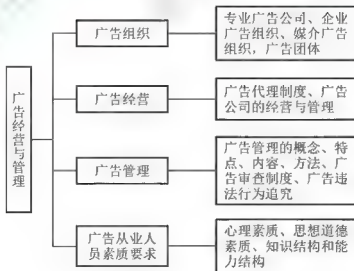 广告经营与管理
广告组织
专业广告公司、企业
广告组织、媒介广告
组织，广告团体
广告经营
广告代理制度、广告
公司的经营与管理
广告管理
广告管理的概念、特
点、内容、方法、广
告审查制度、广告违
法行为追究
广告从业人
员素质要求
心理素质、思想道德
素质、知识结构和能
力结构